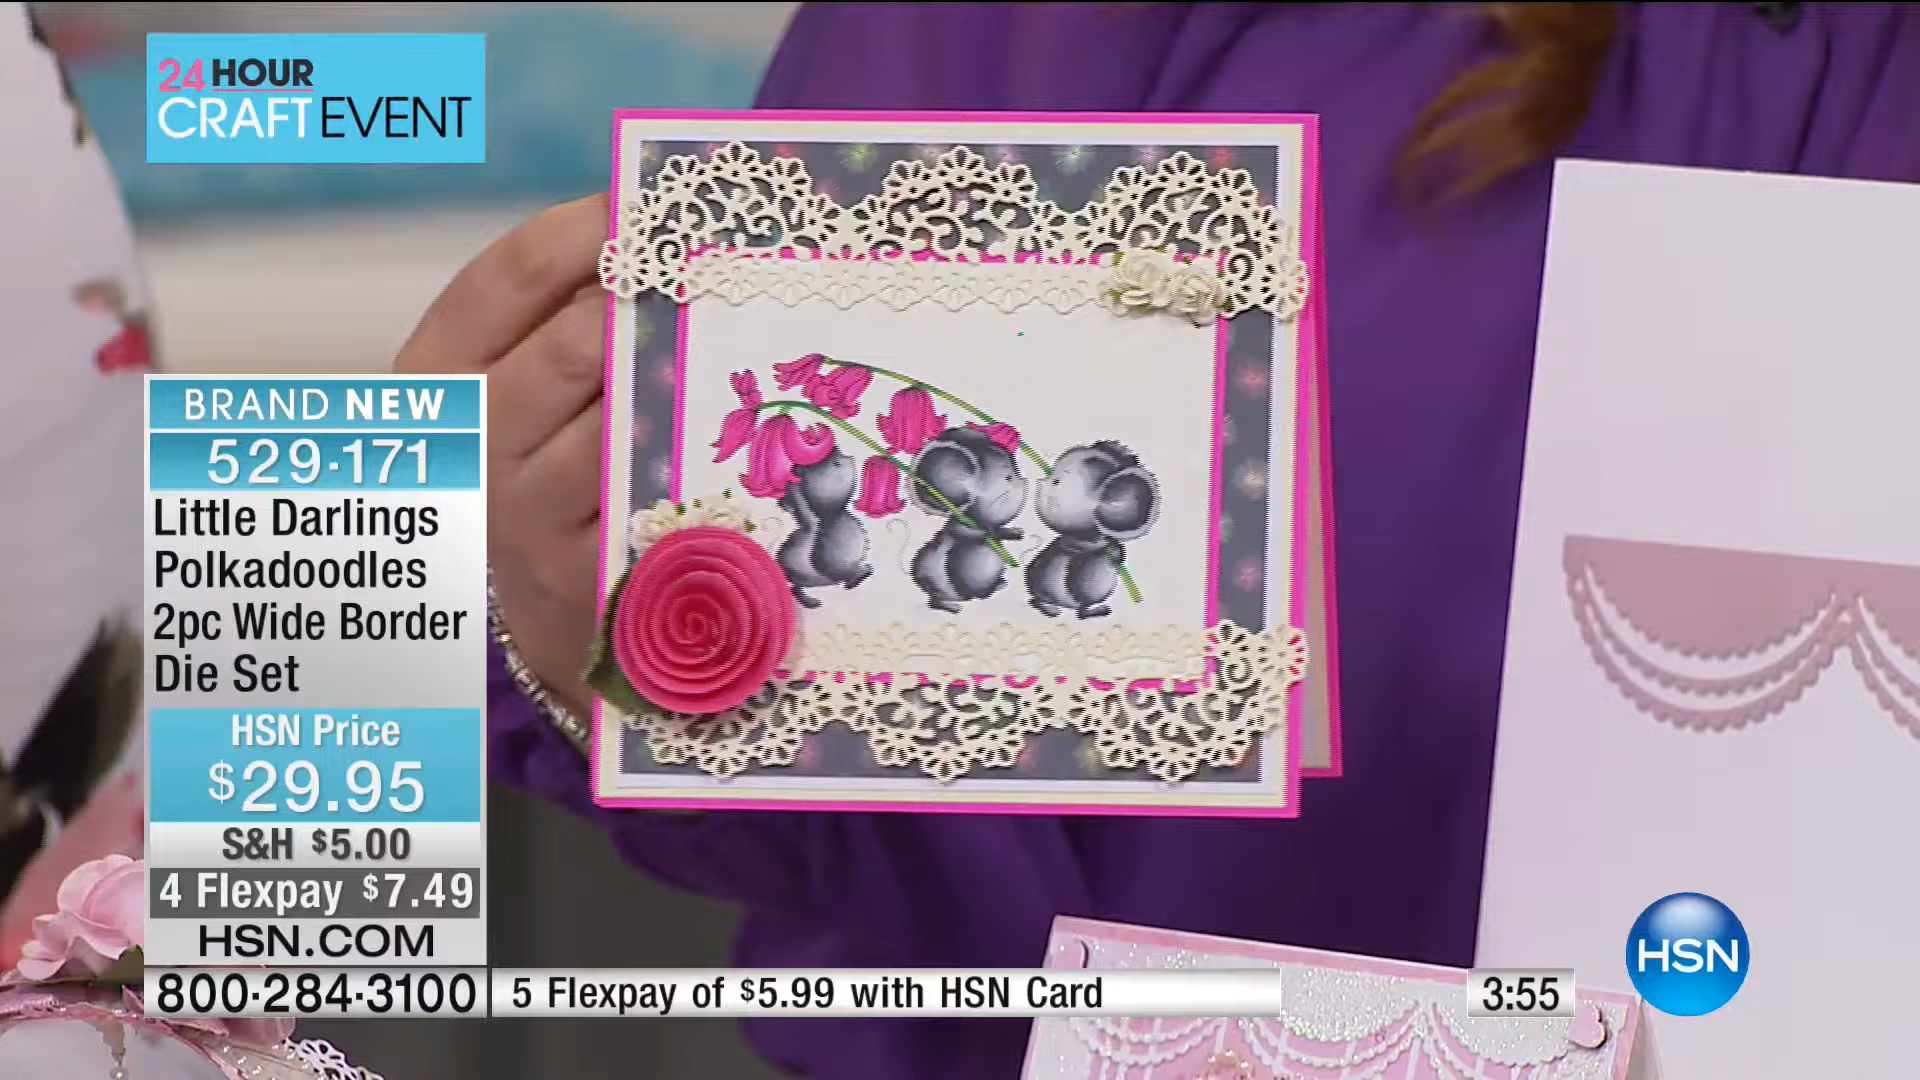 24 HOUR
CRAFT EVENT
BRAND NEW
529-171
Little Darlings
Polkadoodles
2pc Wide Border
Die Set
HSN Price
$29.95
S&H $5.00
4 Flexpay $7.49
HSN.COM
800-284-3100
5 Flexpay of $5.99 with HSN Card
3:55
HSN